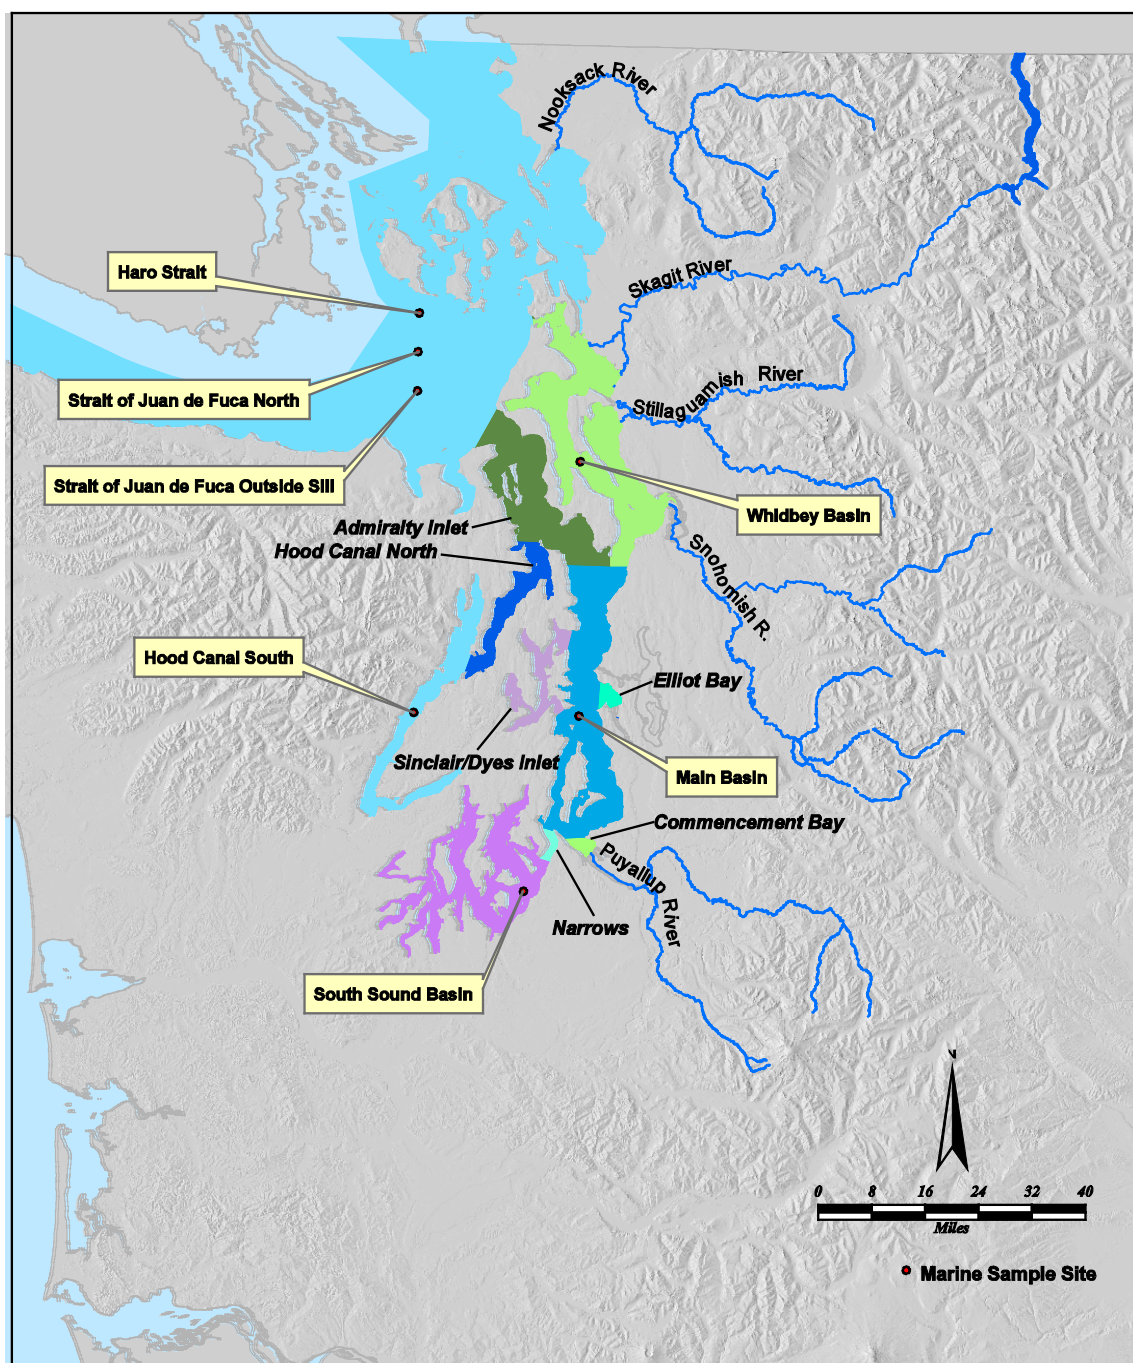 Nooksack River
Haro Strait
Skagit River
Strait of Juan de Fuca North
Stillaguamish River
Strait of Juan de Fuca Outside Sill
Whidbey Basin
Admiralty Inlet
Hood Canal North
Snohomish R.
Hood Canal South
Elliot Bay
Sinclair/Dyes Inlet
Main Basin
Commencement Bay
Puyallup River
Narrows
South Sound Basin
N
0 8 16 24 32 40
Miles
Marine Sample Site